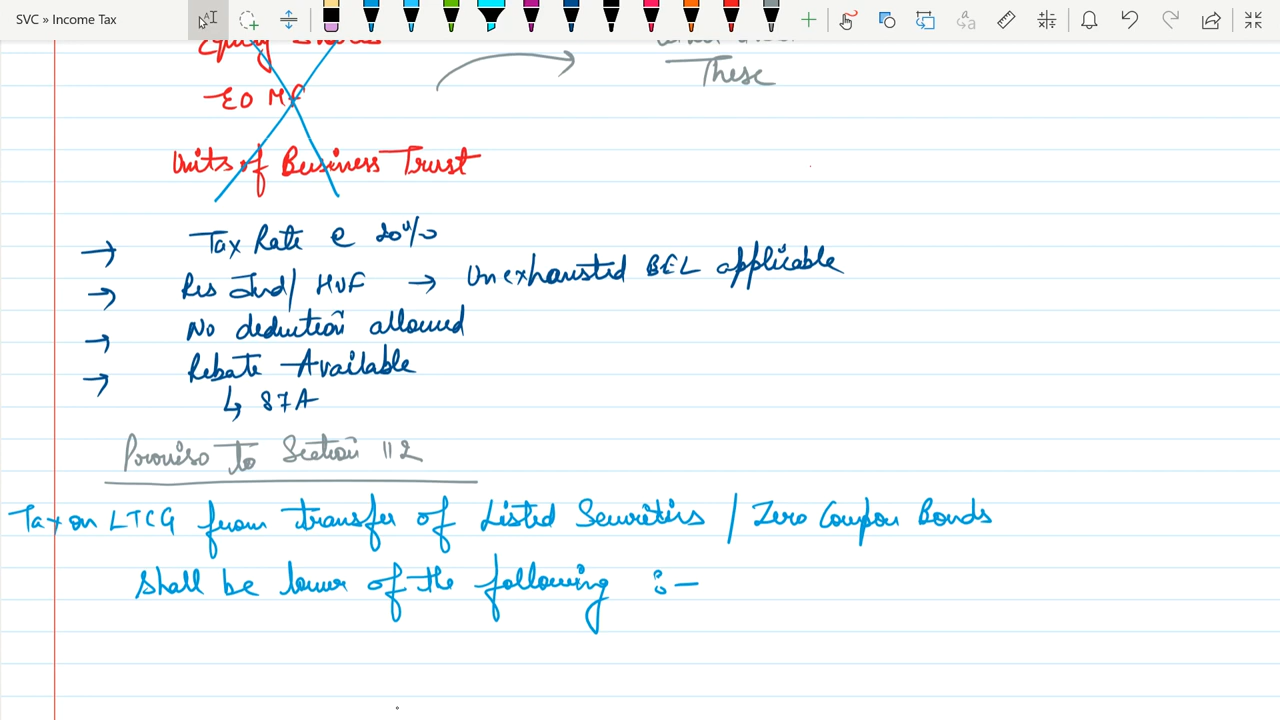 SVC » Income Tax
Equity Shares
These
EO MF
Units of Business Trust
→ Tax Rate @ 20%
→ Res Ind/ HUF → Unexhausted BEL applicable
→ No deduction allowed
→ Rebate Available
↳ 87A
Proviso to Section 112
Tax on LTCG from transfer of Listed Securities / Zero Coupon Bonds
shall be lower of the following :-